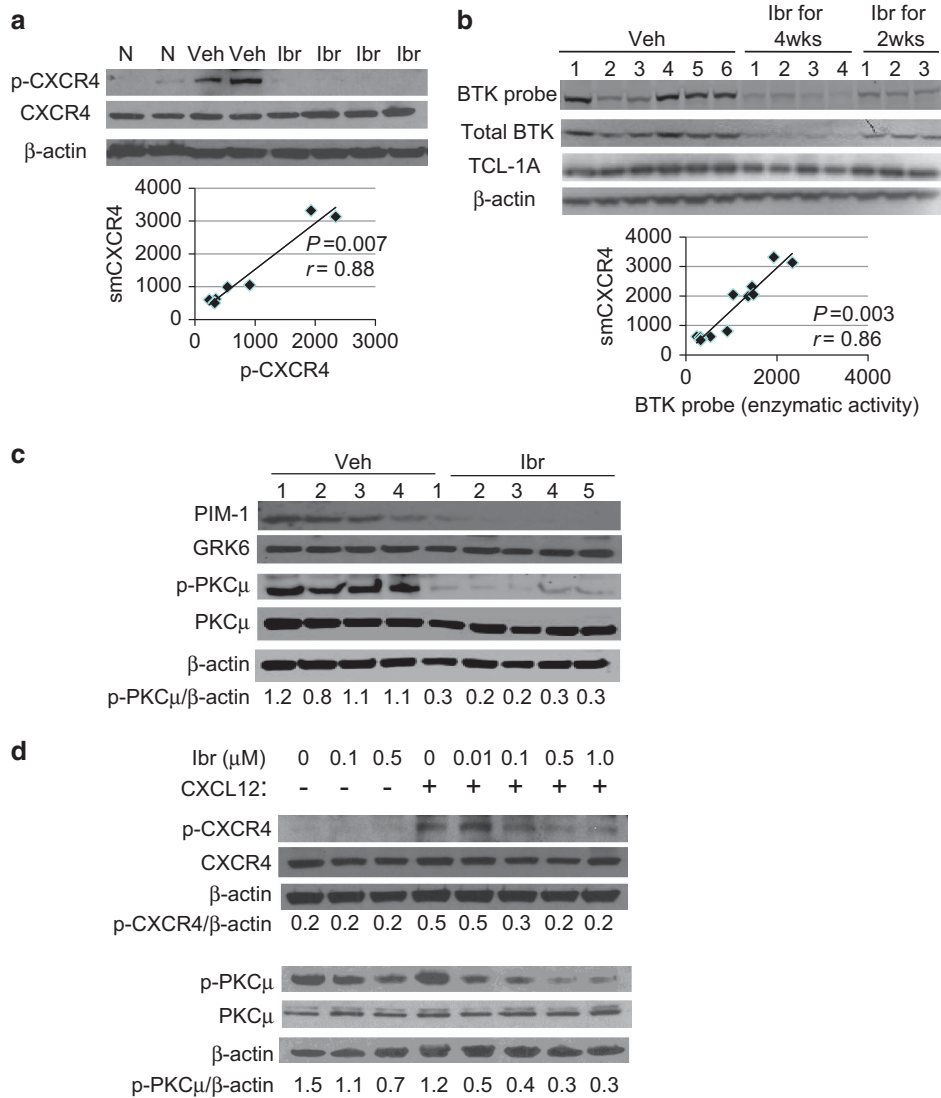 a
N N Veh Veh Ibr Ibr Ibr Ibr
p-CXCR4
CXCR4
β-actin
4000
3000
2000
1000
0
smCXCR4
P=0.007
r= 0.88
0 1000 2000 3000
p-CXCR4
b
Veh
Ibr for
4wks
Ibr for
2wks
1 2 3 4 5 6 1 2 3 4 1 2 3
BTK probe
Total BTK
TCL-1A
β-actin
4000
3000
2000
1000
0
smCXCR4
P=0.003
r= 0.86
0 2000 4000
BTK probe (enzymatic activity)
c
Veh Ibr
1 2 3 4 1 2 3 4 5
PIM-1
GRK6
p-PKCμ
PKCμ
β-actin
p-PKCμ/β-actin 1.2 0.8 1.1 1.1 0.3 0.2 0.2 0.3 0.3
d
Ibr (μM) 0 0.1 0.5 0 0.01 0.1 0.5 1.0
CXCL12: - - - + + + + +
p-CXCR4
CXCR4
β-actin
p-CXCR4/β-actin 0.2 0.2 0.2 0.5 0.5 0.3 0.2 0.2
p-PKCμ
PKCμ
β-actin
p-PKCμ/β-actin 1.5 1.1 0.7 1.2 0.5 0.4 0.3 0.3